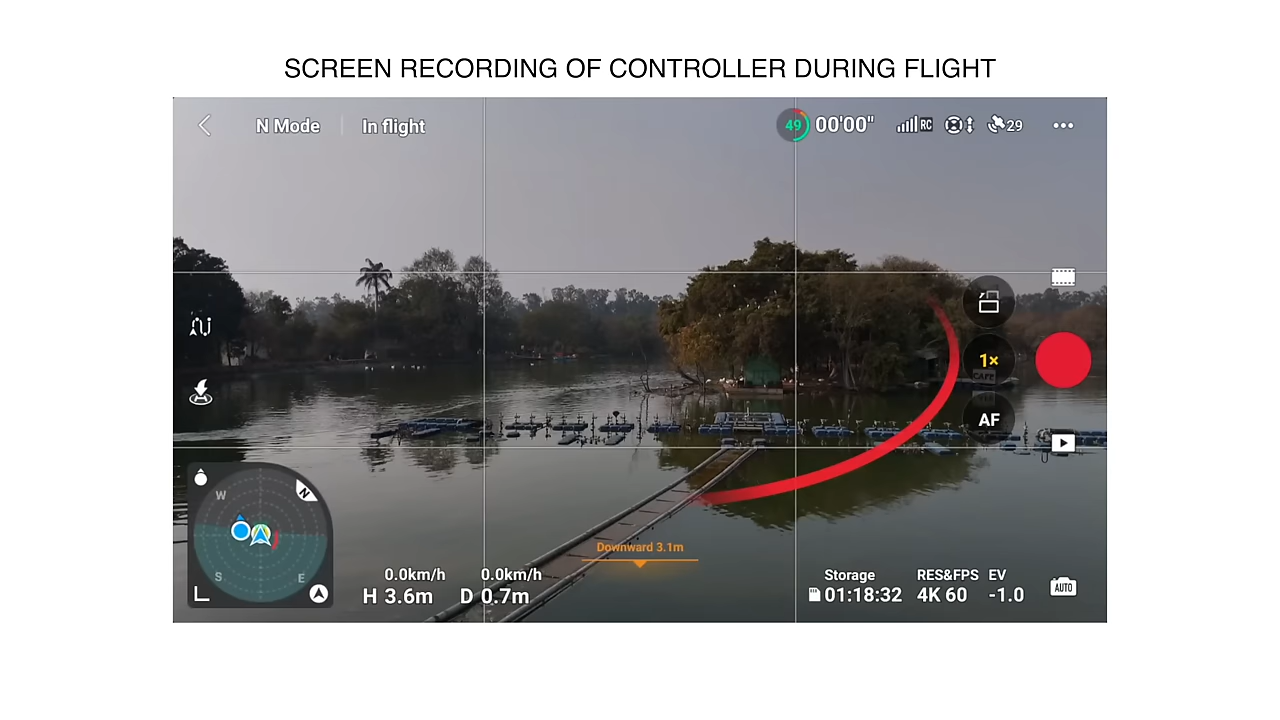 SCREEN RECORDING OF CONTROLLER DURING FLIGHT
N Mode In flight 49 00'00" RC 29
1×
CAFE
AF
W N
S E
Downward 3.1m
0.0km/h 0.0km/h
H 3.6m D 0.7m
Storage RES&FPS EV
01:18:32 4K 60 -1.0
AUTO